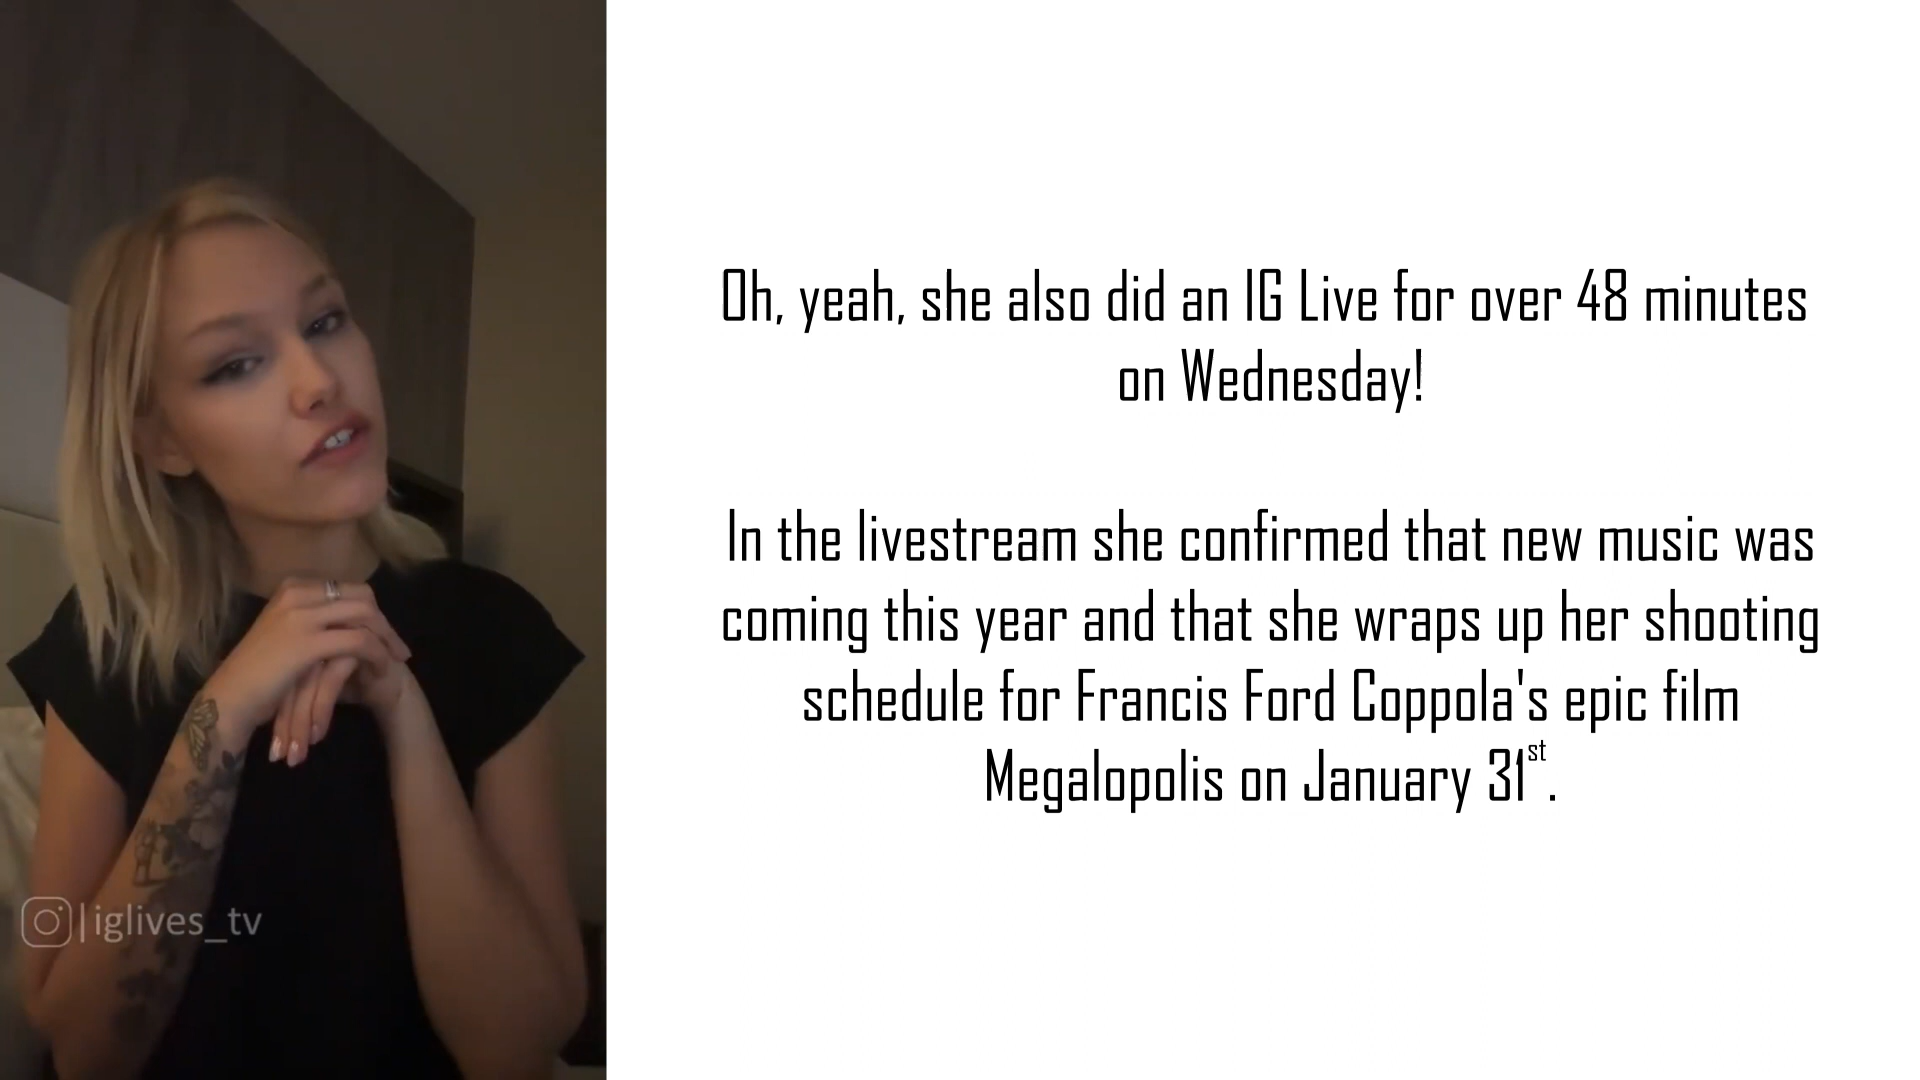 Oh, yeah, she also did an IG Live for over 48 minutes
on Wednesday!
In the livestream she confirmed that new music was
coming this year and that she wraps up her shooting
schedule for Francis Ford Coppola's epic film
Megalopolis on January 31st.
|iglives_tv